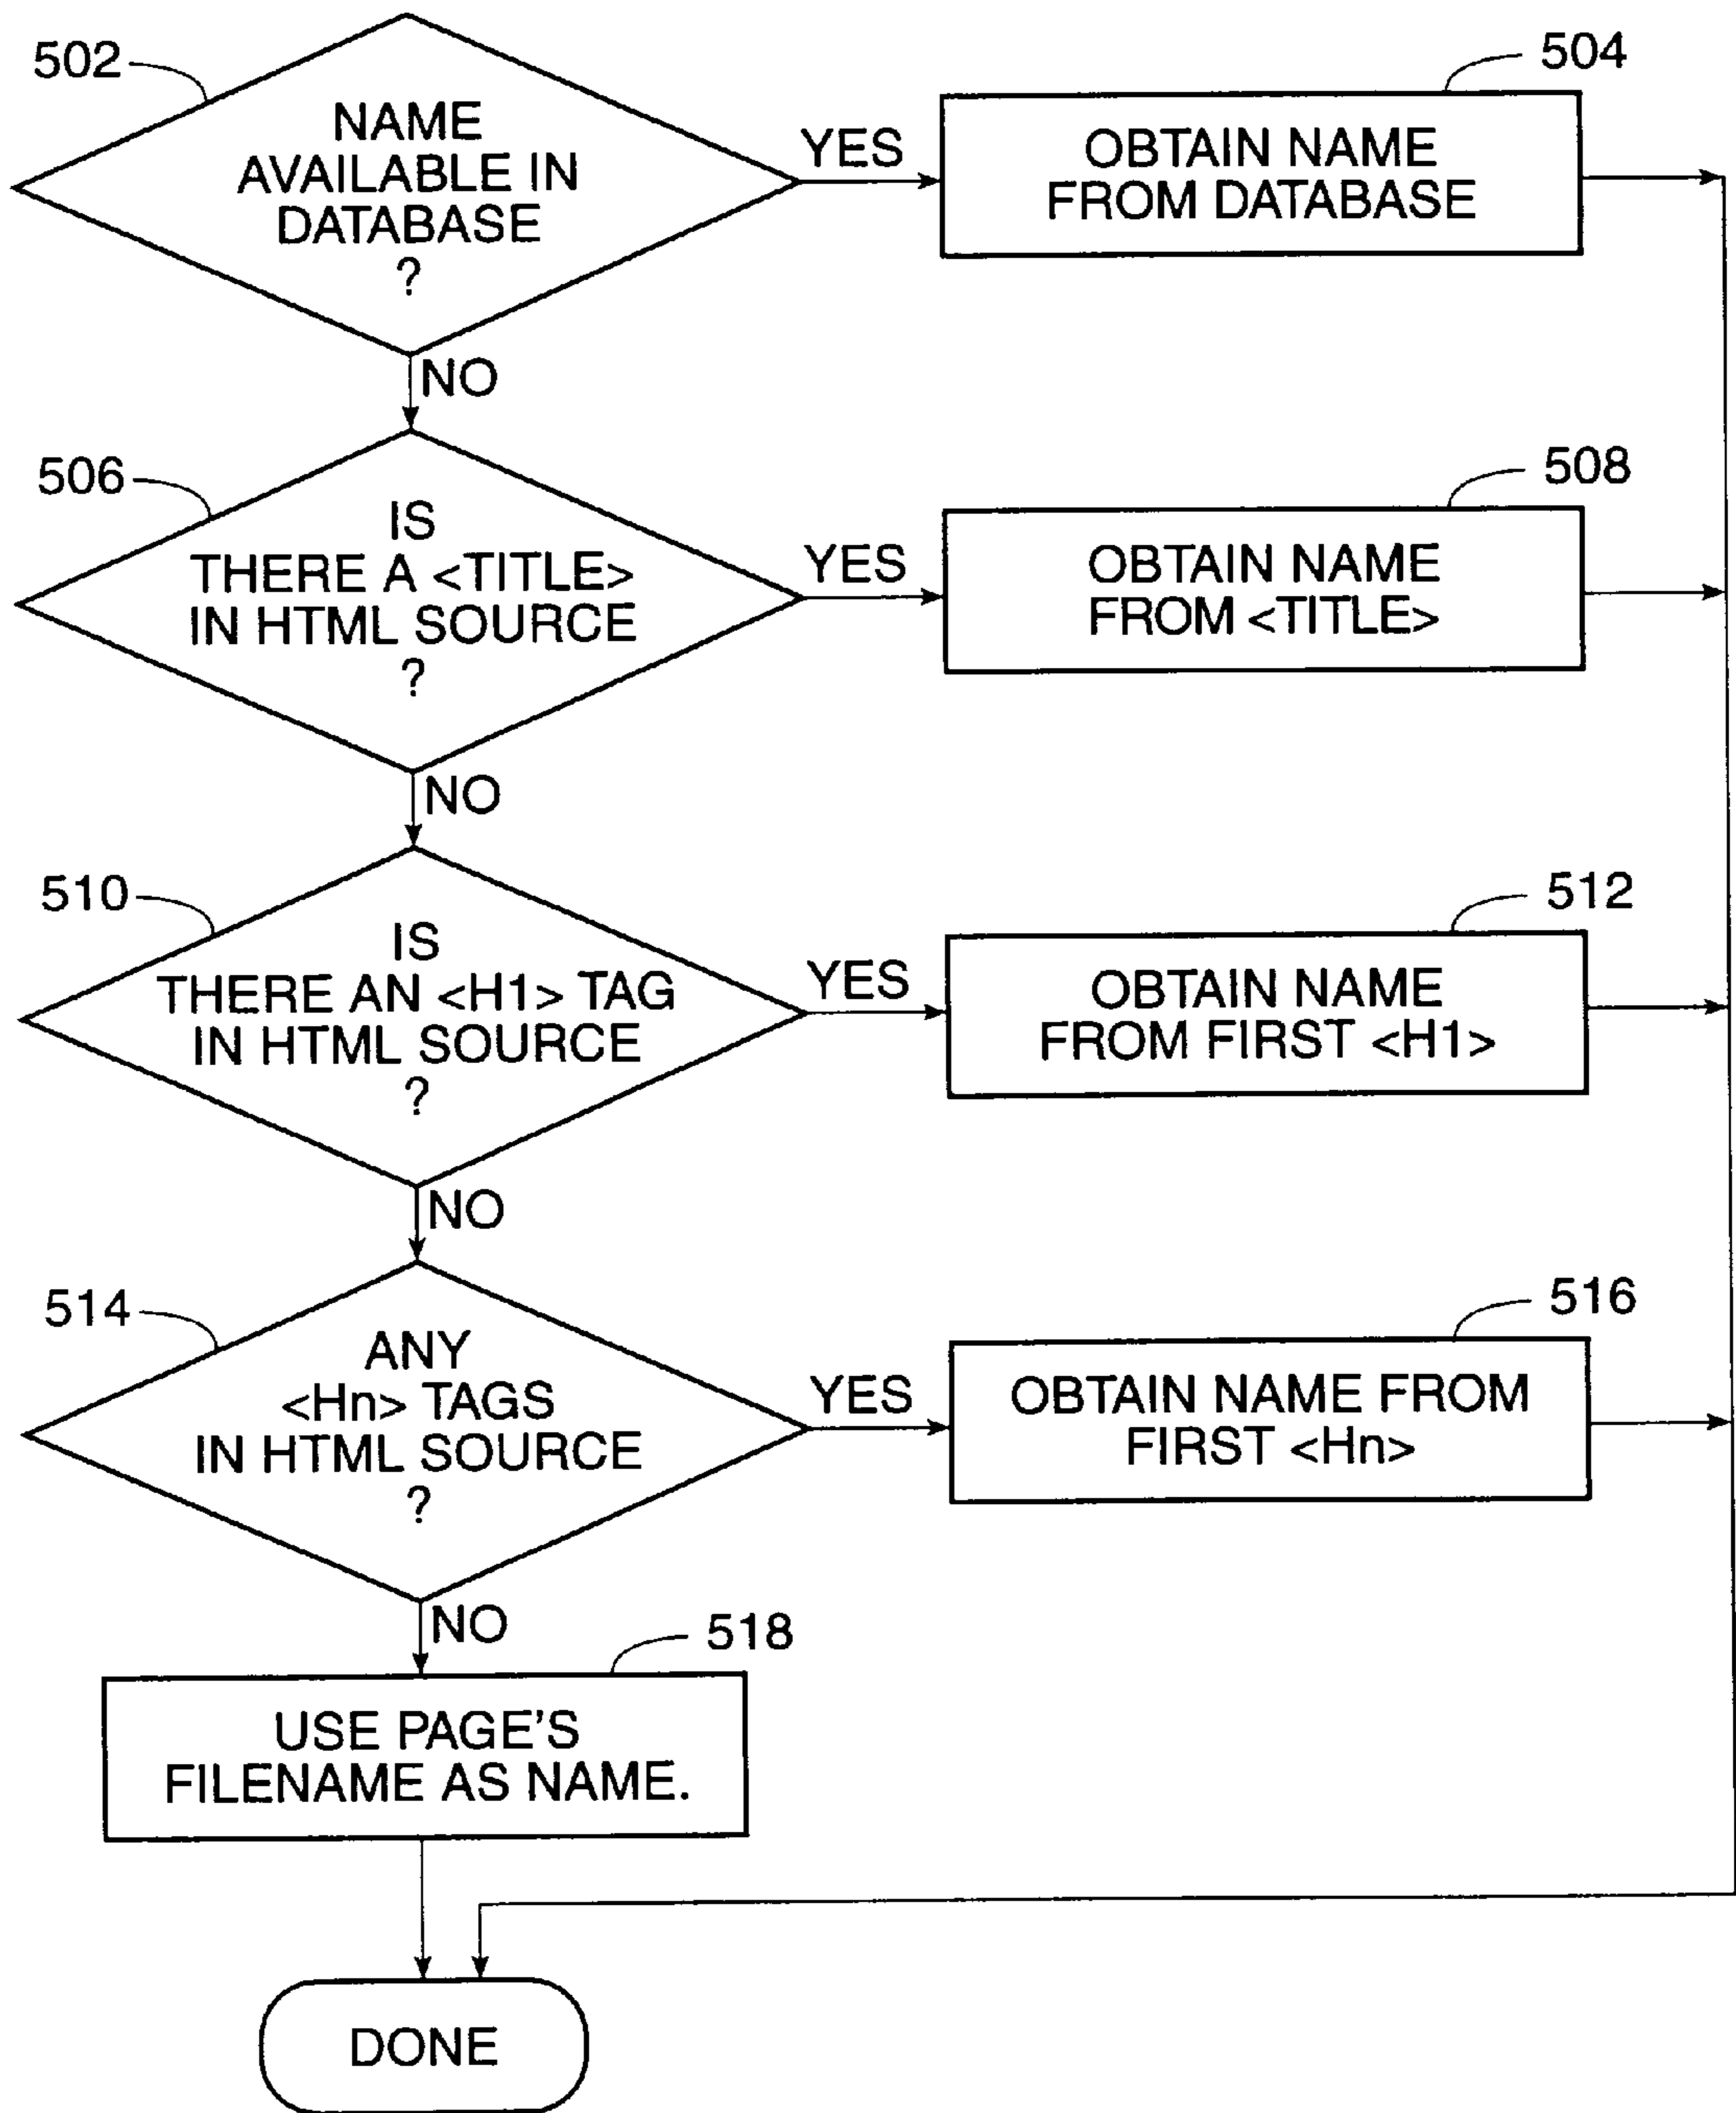 502
NAME
AVAILABLE IN
DATABASE
?
YES
504
OBTAIN NAME
FROM DATABASE
NO
506
IS
THERE A <TITLE>
IN HTML SOURCE
?
YES
508
OBTAIN NAME
FROM <TITLE>
NO
510
IS
THERE AN <H1> TAG
IN HTML SOURCE
?
YES
512
OBTAIN NAME
FROM FIRST <H1>
NO
514
ANY
<Hn> TAGS
IN HTML SOURCE
?
YES
516
OBTAIN NAME FROM
FIRST <Hn>
NO
518
USE PAGE'S
FILENAME AS NAME.
DONE